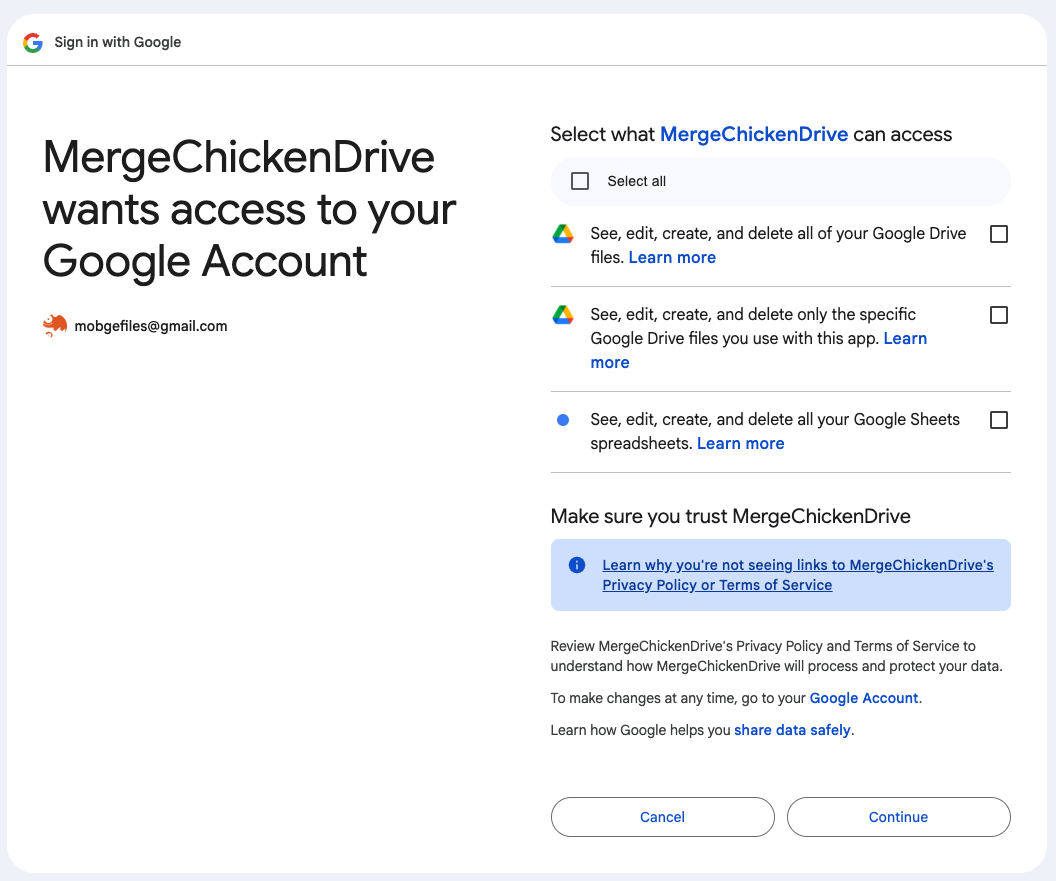 Sign in with Google
MergeChickenDrive
wants access to your
Google Account
mobgefiles@gmail.com
Select what MergeChickenDrive can access
Select all
See, edit, create, and delete all of your Google Drive
files. Learn more
See, edit, create, and delete only the specific
Google Drive files you use with this app. Learn
more
See, edit, create, and delete all your Google Sheets
spreadsheets. Learn more
Make sure you trust MergeChickenDrive
Learn why you're not seeing links to MergeChickenDrive's
Privacy Policy or Terms of Service
Review MergeChickenDrive's Privacy Policy and Terms of Service to
understand how MergeChickenDrive will process and protect your data.
To make changes at any time, go to your Google Account.
Learn how Google helps you share data safely.
Cancel
Continue